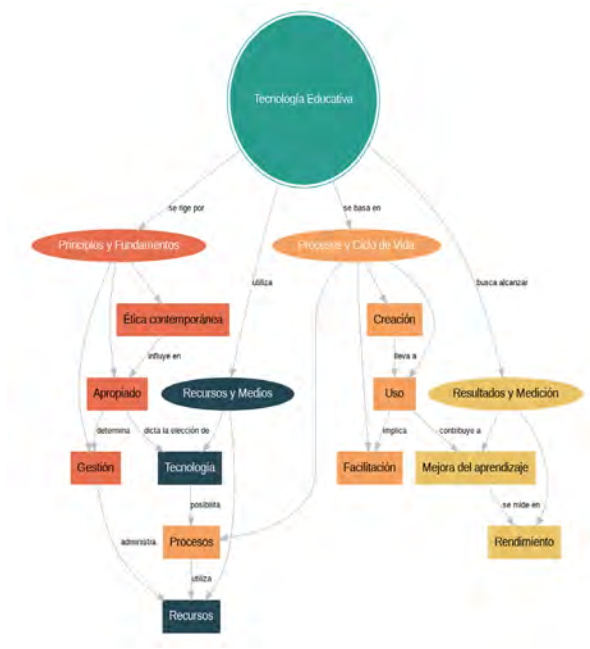 Tecnología Educativa
se rige por
se basa en
Principios y Fundamentos
Procesos y Ciclo de Vida
utiliza
busca alcanzar
Ética contemporánea
Creación
influye en
lleva a
Apropiado
Recursos y Medios
Uso
Resultados y Medición
determina
dicta la elección de
implica
contribuye a
Gestión
Tecnología
Facilitación
Mejora del aprendizaje
posibilita
se mide en
administra
Procesos
Rendimiento
utiliza
Recursos